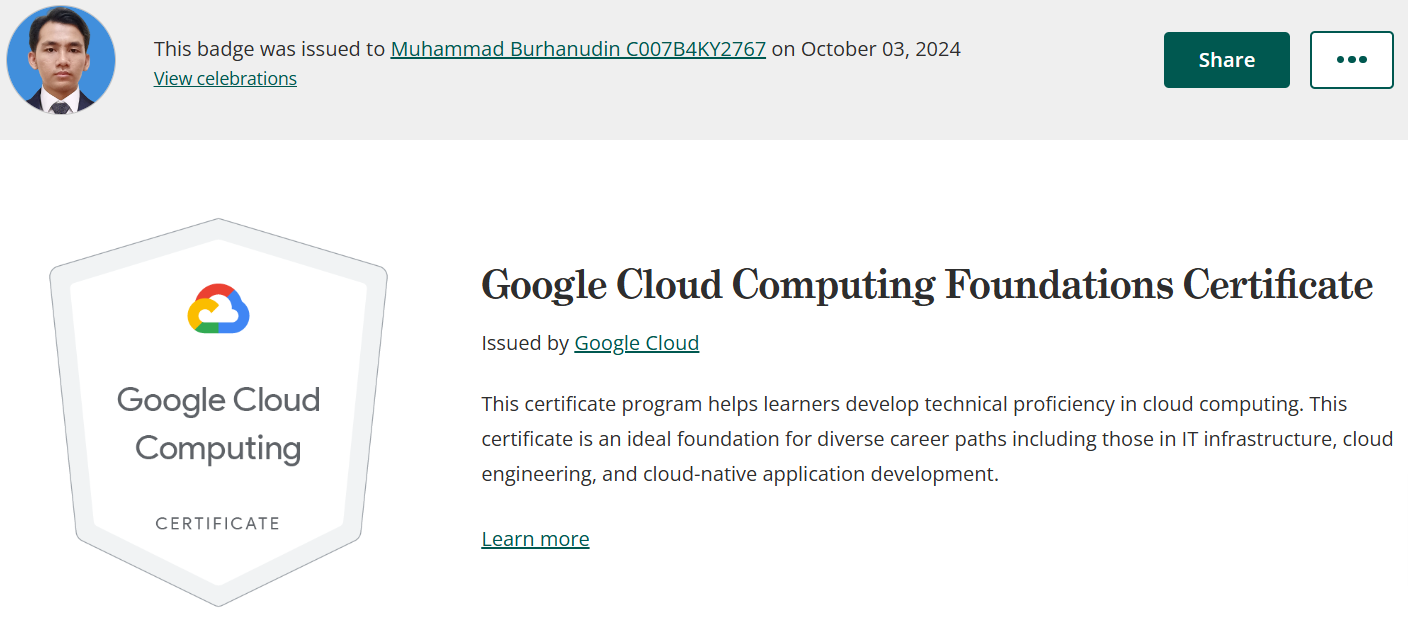 This badge was issued to Muhammad Burhanudin C007B4KY2767 on October 03, 2024
View celebrations
Share
Google Cloud
Computing
CERTIFICATE
Google Cloud Computing Foundations Certificate
Issued by Google Cloud
This certificate program helps learners develop technical proficiency in cloud computing. This
certificate is an ideal foundation for diverse career paths including those in IT infrastructure, cloud
engineering, and cloud-native application development.
Learn more